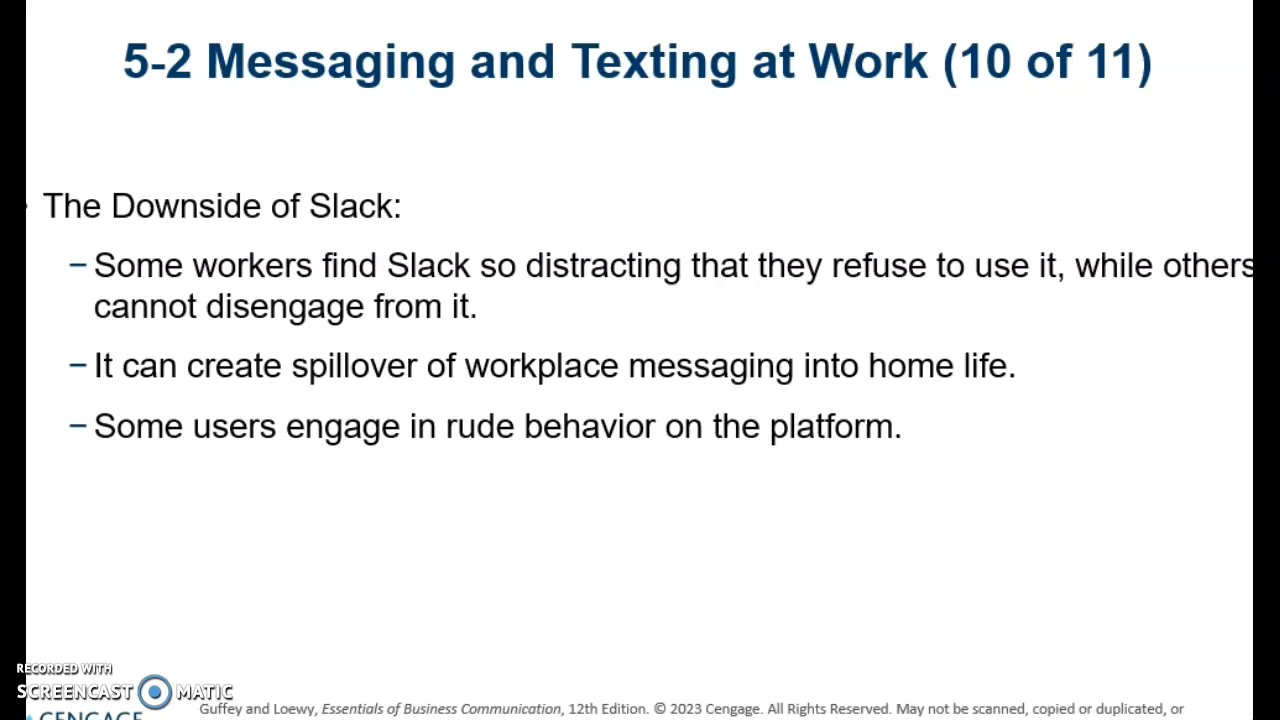 5-2 Messaging and Texting at Work (10 of 11)
The Downside of Slack:
– Some workers find Slack so distracting that they refuse to use it, while others
cannot disengage from it.
– It can create spillover of workplace messaging into home life.
– Some users engage in rude behavior on the platform.
RECORDED WITH
SCREENCAST MATIC
CENGAGE
Guffey and Loewy, Essentials of Business Communication, 12th Edition. © 2023 Cengage. All Rights Reserved. May not be scanned, copied or duplicated, or